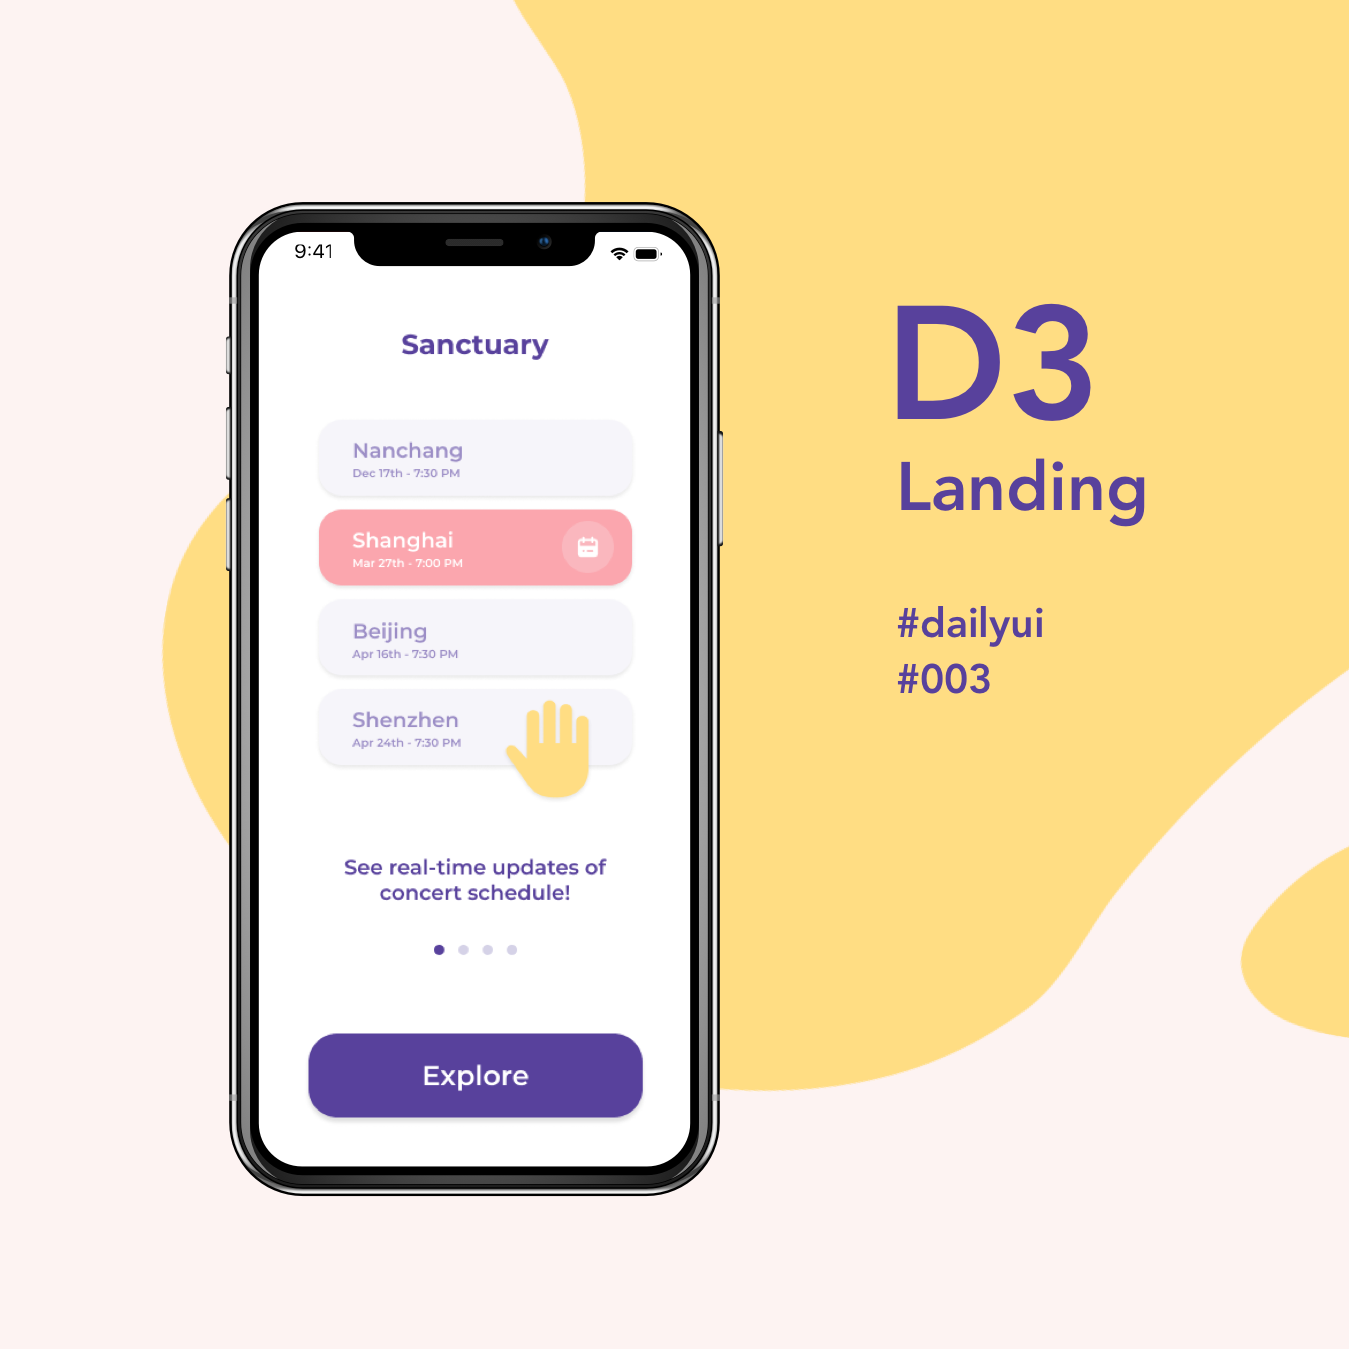 9:41
Sanctuary
Nanchang
Dec 17th - 7:30 PM
Shanghai
Mar 27th - 7:00 PM
Beijing
Apr 16th - 7:30 PM
Shenzhen
Apr 24th - 7:30 PM
See real-time updates of
concert schedule!
Explore
D3
Landing
#dailyui
#003